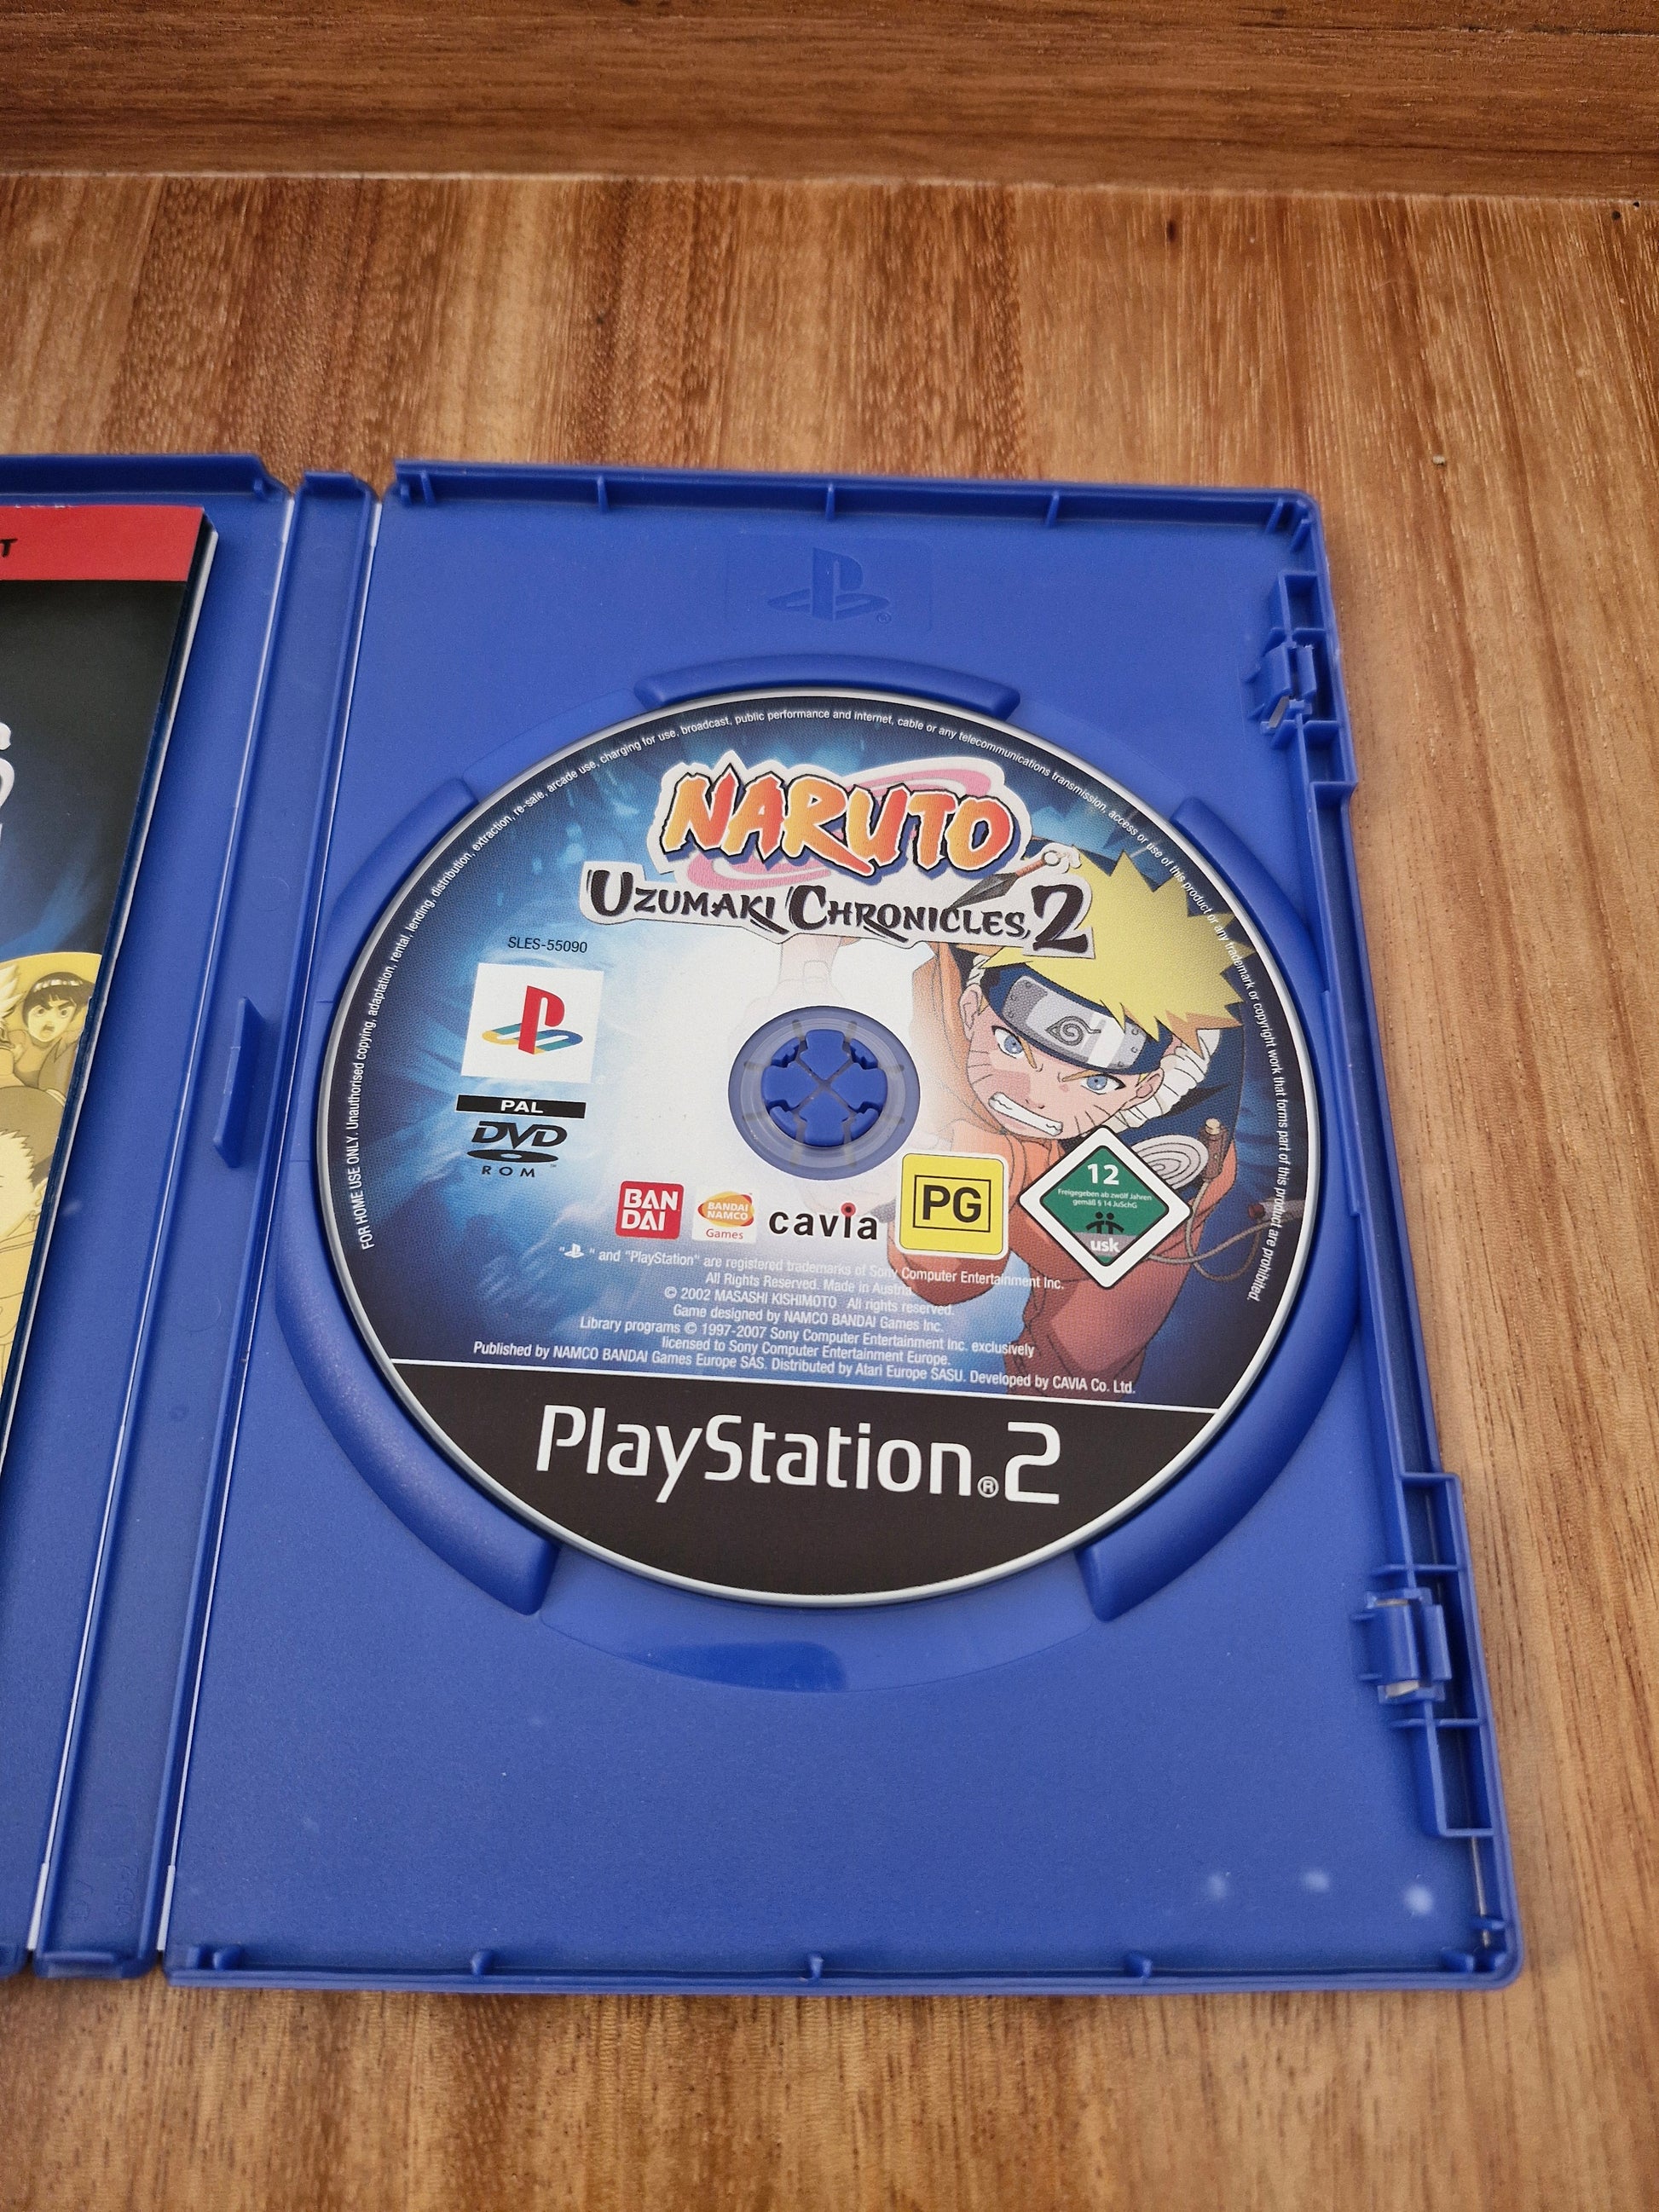 T
FOR HOME USE ONLY. Unauthorised copying, adaptation, rental, lending, distribution, extraction, re-sale, arcade use, charging for use, broadcast, public performance and internet, cable or any telecommunications transmission, access or use of this product or any trademark or copyright work that forms part of this product are prohibited.
NARUTO
UZUMAKI CHRONICLES 2
SLES-55090
PAL
DVD
ROM
BAN
DAI
BANDAI
NAMCO
Games
cavia
PG
12
Freigegeben ab zwölf Jahren
gemäß § 14 JuSchG
usk
" " and "PlayStation" are registered trademarks of Sony Computer Entertainment Inc.
All Rights Reserved. Made in Austria.
© 2002 MASASHI KISHIMOTO All rights reserved.
Game designed by NAMCO BANDAI Games Inc.
Library programs © 1997-2007 Sony Computer Entertainment Inc. exclusively
licensed to Sony Computer Entertainment Europe.
Published by NAMCO BANDAI Games Europe SAS. Distributed by Atari Europe SASU. Developed by CAVIA Co. Ltd.
PlayStation®2